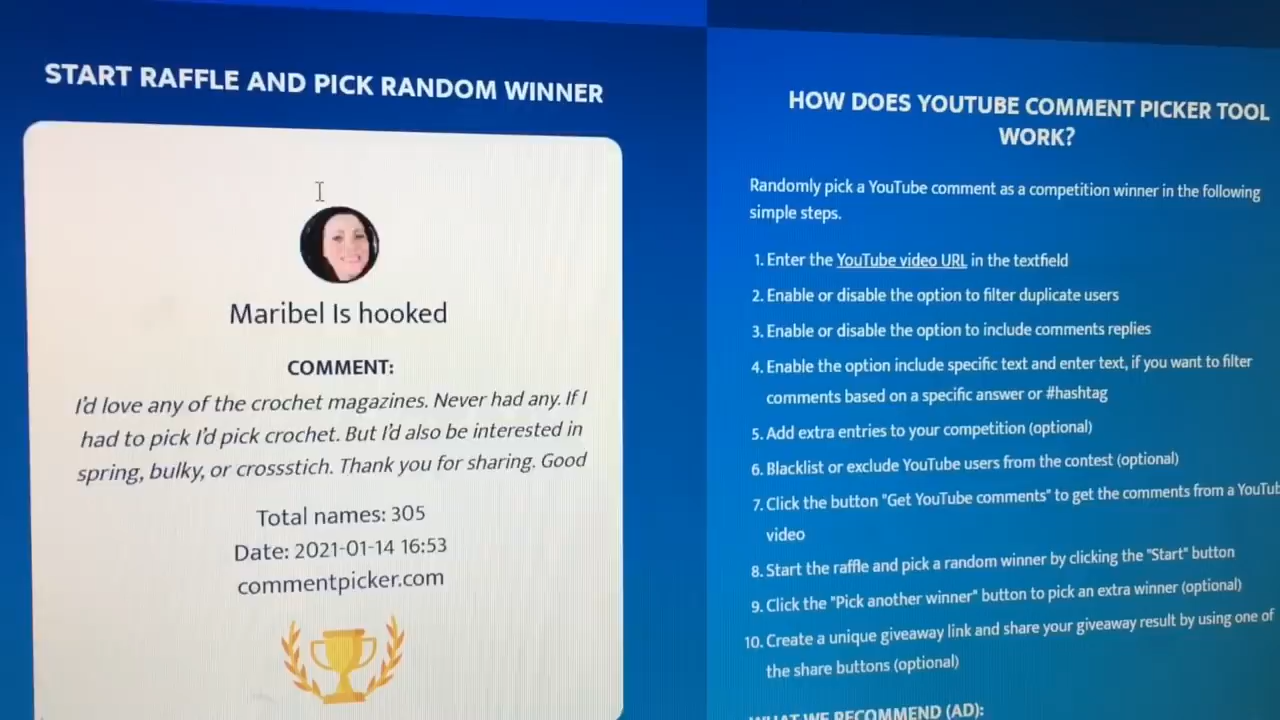 START RAFFLE AND PICK RANDOM WINNER
Maribel Is hooked
COMMENT:
I'd love any of the crochet magazines. Never had any. If I
had to pick I'd pick crochet. But I'd also be interested in
spring, bulky, or crossstich. Thank you for sharing. Good
Total names: 305
Date: 2021-01-14 16:53
commentpicker.com
HOW DOES YOUTUBE COMMENT PICKER TOOL
WORK?
Randomly pick a YouTube comment as a competition winner in the following
simple steps.
1. Enter the YouTube video URL in the textfield
2. Enable or disable the option to filter duplicate users
3. Enable or disable the option to include comments replies
4. Enable the option include specific text and enter text, if you want to filter
comments based on a specific answer or #hashtag
5. Add extra entries to your competition (optional)
6. Blacklist or exclude YouTube users from the contest (optional)
7. Click the button "Get YouTube comments" to get the comments from a YouTub
video
8. Start the raffle and pick a random winner by clicking the "Start" button
9. Click the "Pick another winner" button to pick an extra winner (optional)
10. Create a unique giveaway link and share your giveaway result by using one of
the share buttons (optional)
WHAT WE RECOMMEND (AD):